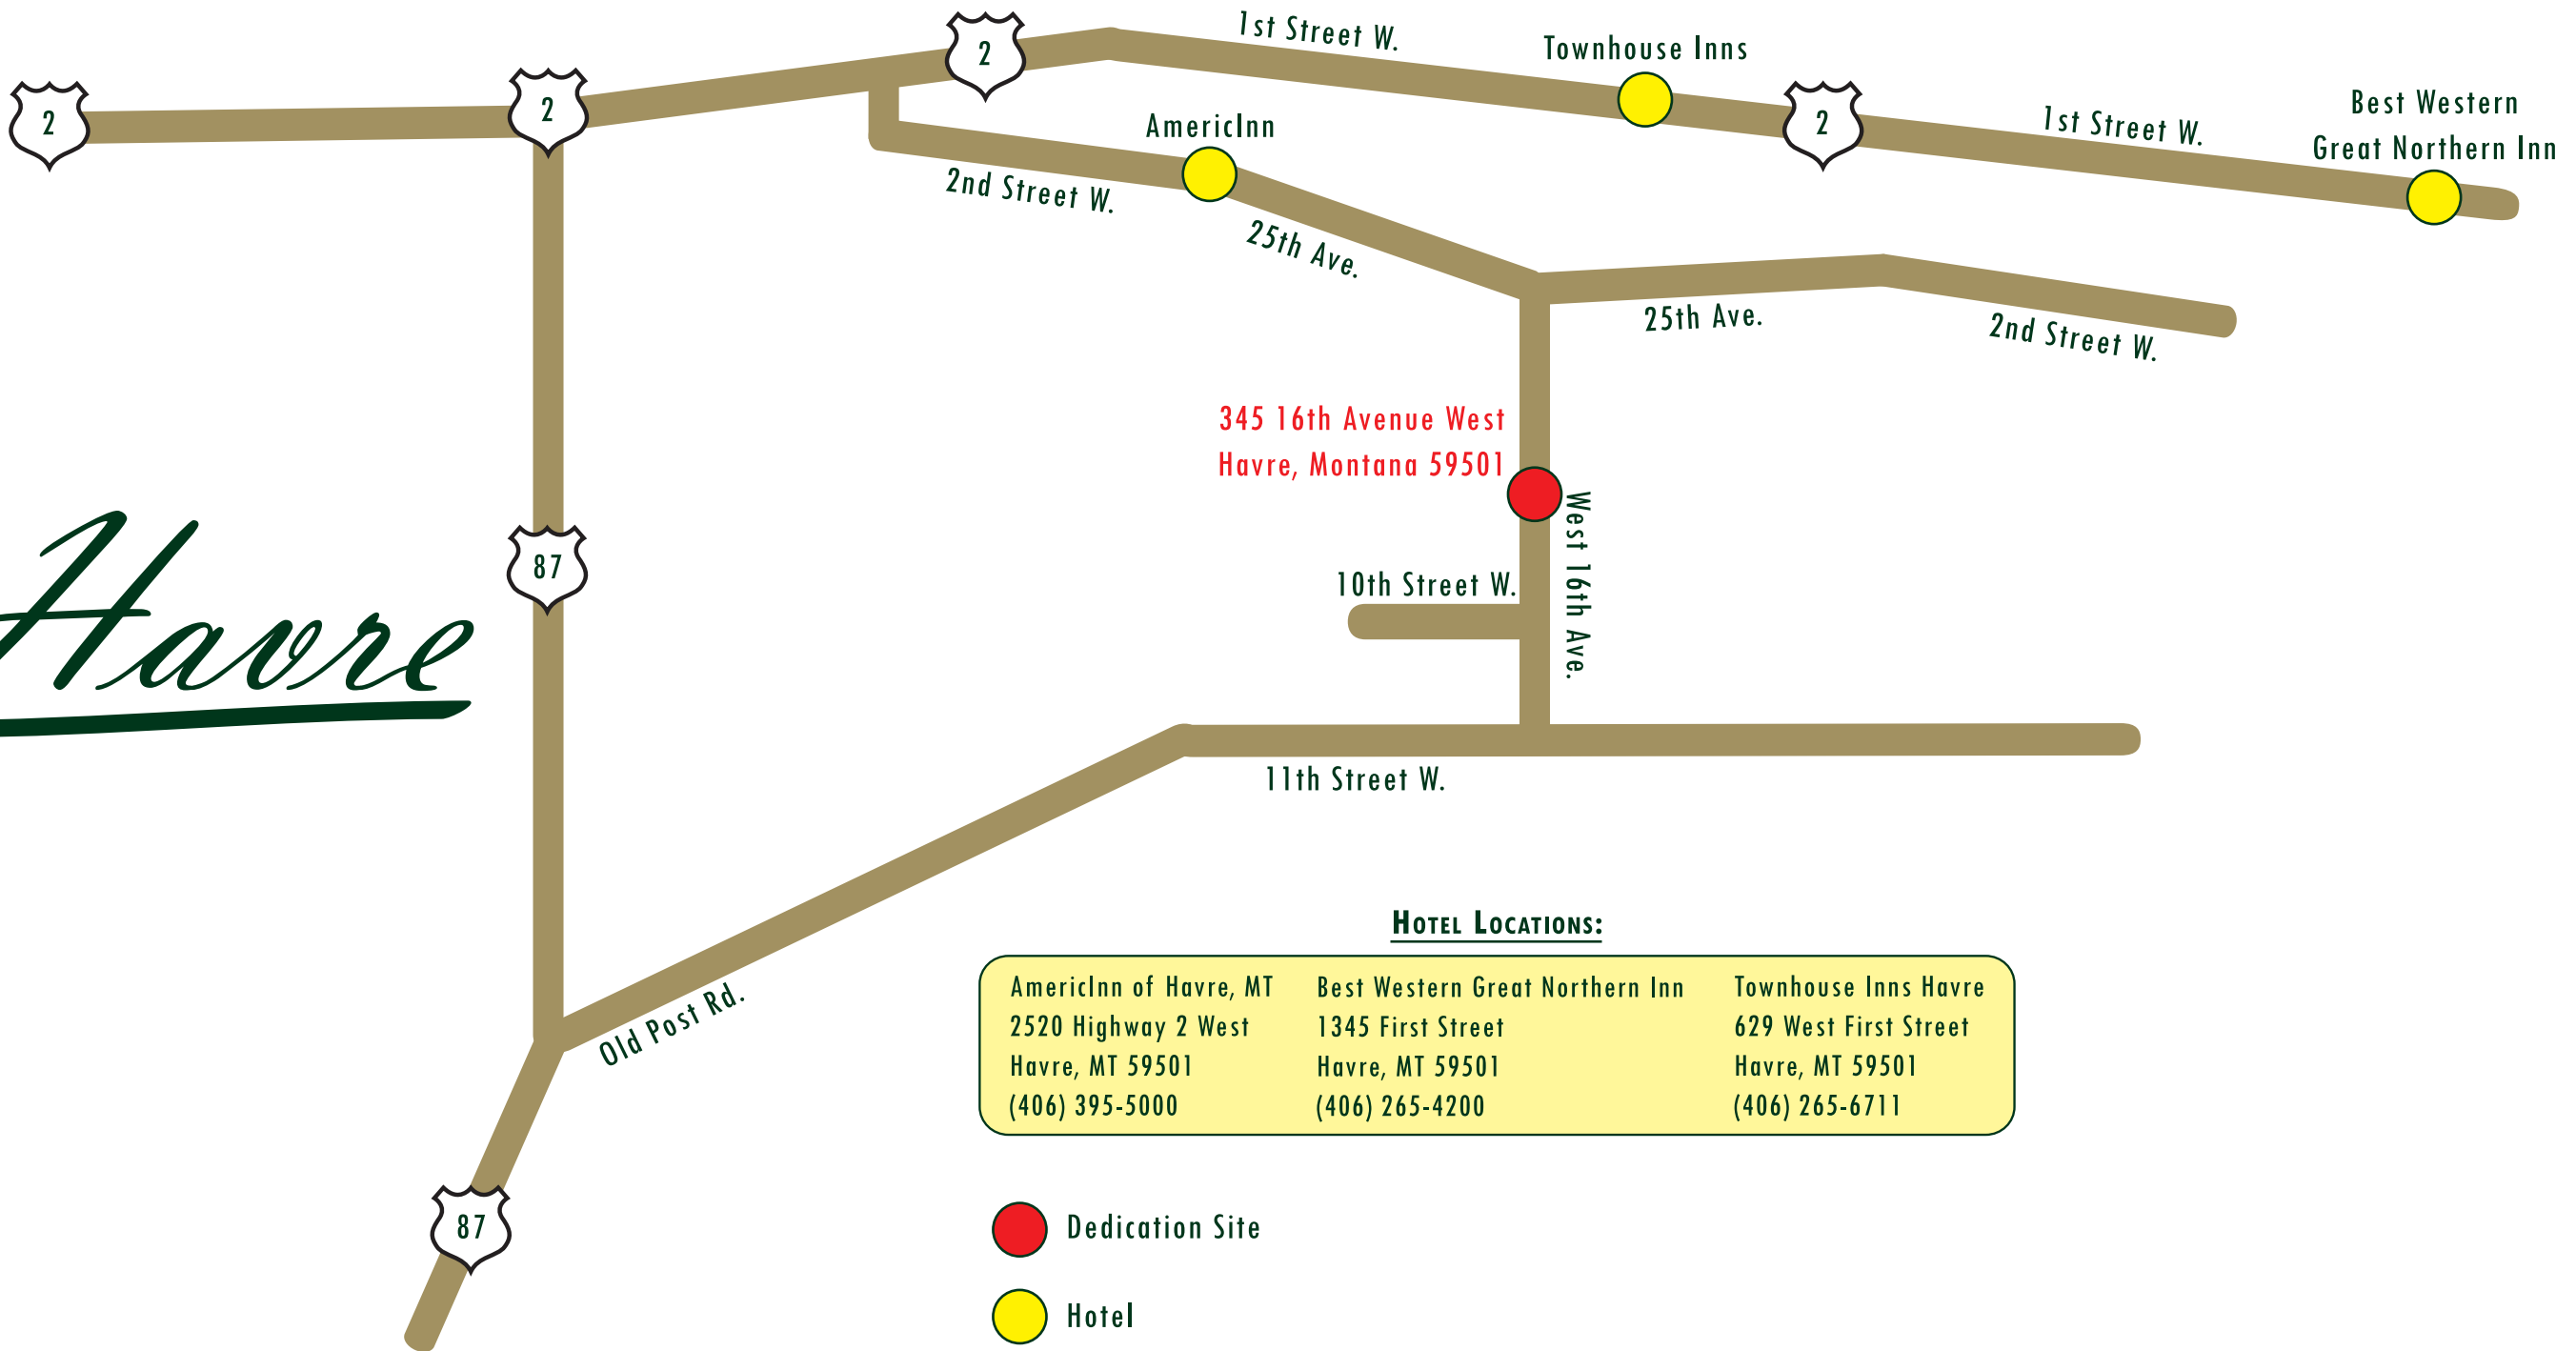 1st Street W.
2
Townhouse Inns
2
2
2
Best Western
Great Northern Inn
1st Street W.
AmericInn
2nd Street W.
25th Ave.
25th Ave.
2nd Street W.
345 16th Avenue West
Havre, Montana 59501
West 16th Ave.
87
10th Street W.
Havre
11th Street W.
Old Post Rd.
Hotel Locations:
AmericInn of Havre, MT
2520 Highway 2 West
Havre, MT 59501
(406) 395-5000
Best Western Great Northern Inn
1345 First Street
Havre, MT 59501
(406) 265-4200
Townhouse Inns Havre
629 West First Street
Havre, MT 59501
(406) 265-6711
87
Dedication Site
Hotel